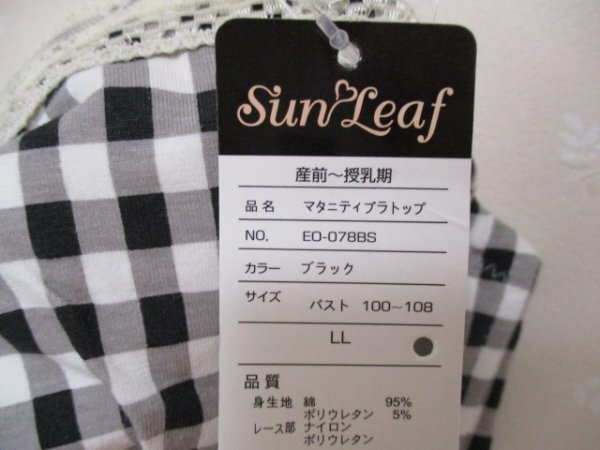 Sun Leaf
産前～授乳期
品名 マタニティブラトップ
NO. EO-078BS
カラー ブラック
サイズ バスト 100～108
LL
品質
身生地 綿 95%
ポリウレタン 5%
レース部 ナイロン
ポリウレタン